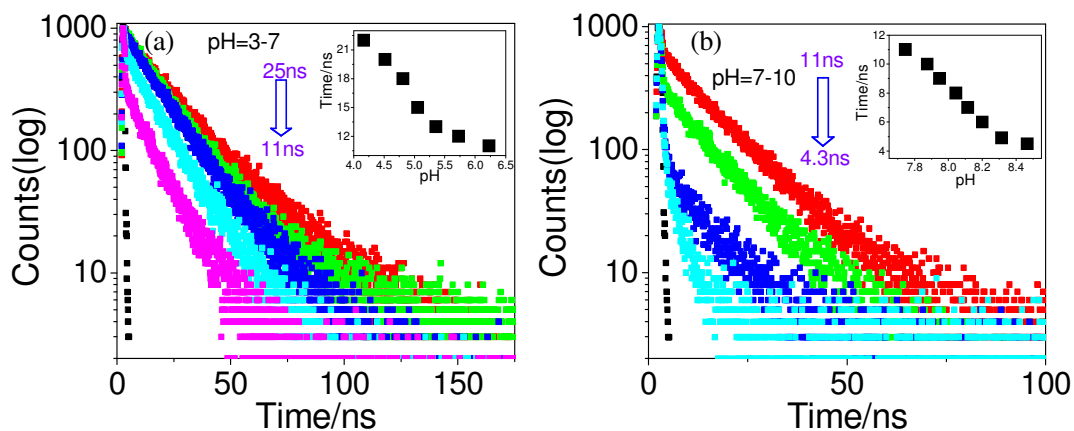 (a)
pH=3-7
25ns
11ns
Counts(log)
1000
100
10
0
50
100
150
Time/ns
Time/ns
21
18
15
12
4.0
4.5
5.0
5.5
6.0
6.5
pH
(b)
pH=7-10
11ns
4.3ns
Counts(log)
1000
100
10
0
50
100
Time/ns
Time/ns
12
10
8
6
4
7.8
8.0
8.2
8.4
pH